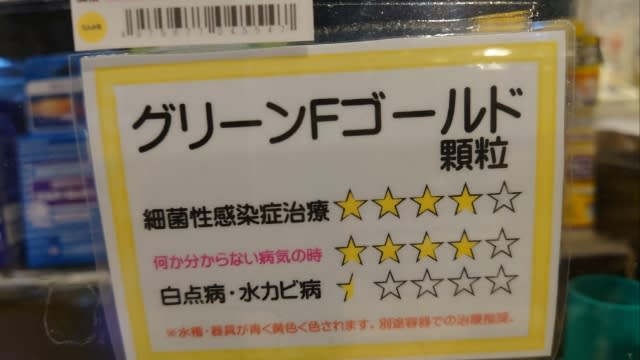 グリーンFゴールド
顆粒
細菌性感染症治療 ★★★★☆
何か分からない病気の時 ★★★★☆
白点病・水カビ病
※水槽・器具が青く黄色く色されます。別途容器での治療推奨。